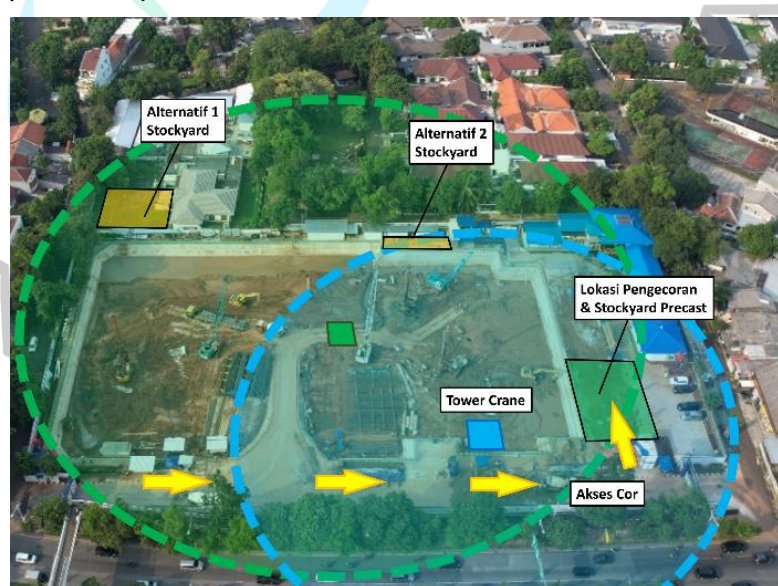 Alternatif 1
Stockyard
Alternatif 2
Stockyard
Lokasi Pengecoran
& Stockyard Precast
Tower Crane
Akses Cor